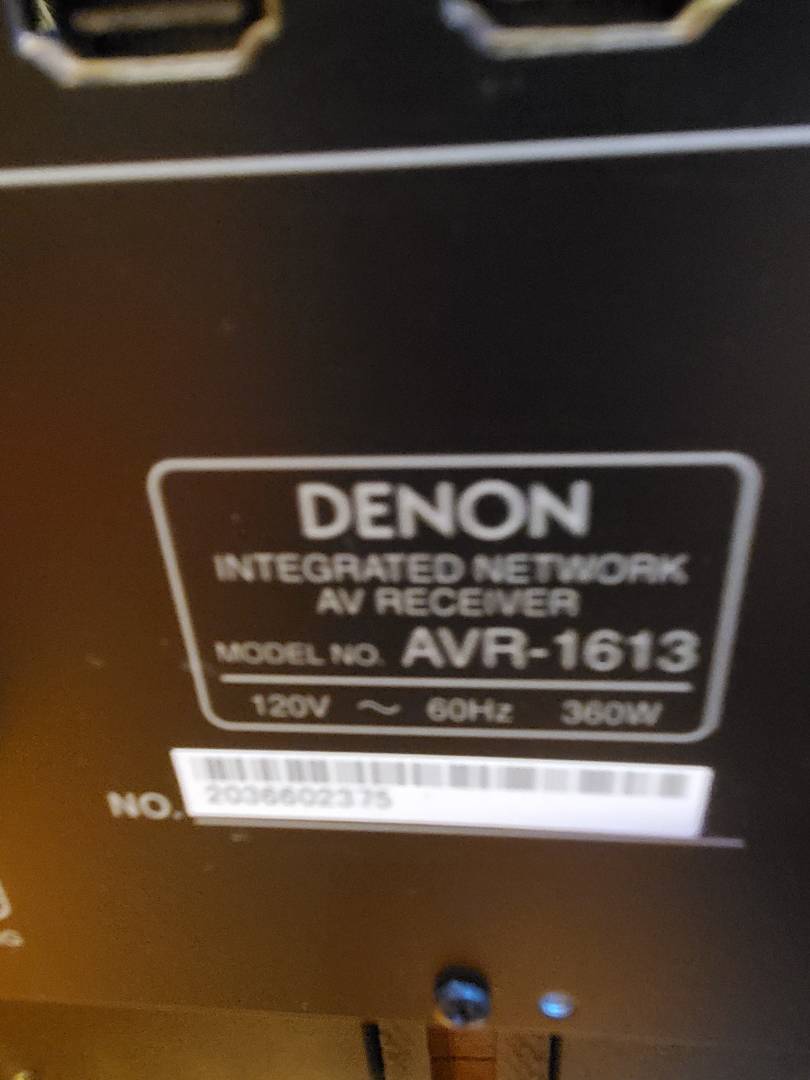 DENON
INTEGRATED NETWORK
AV RECEIVER
MODEL NO. AVR-1613
120V ～ 60Hz 360W
NO. 2036602375